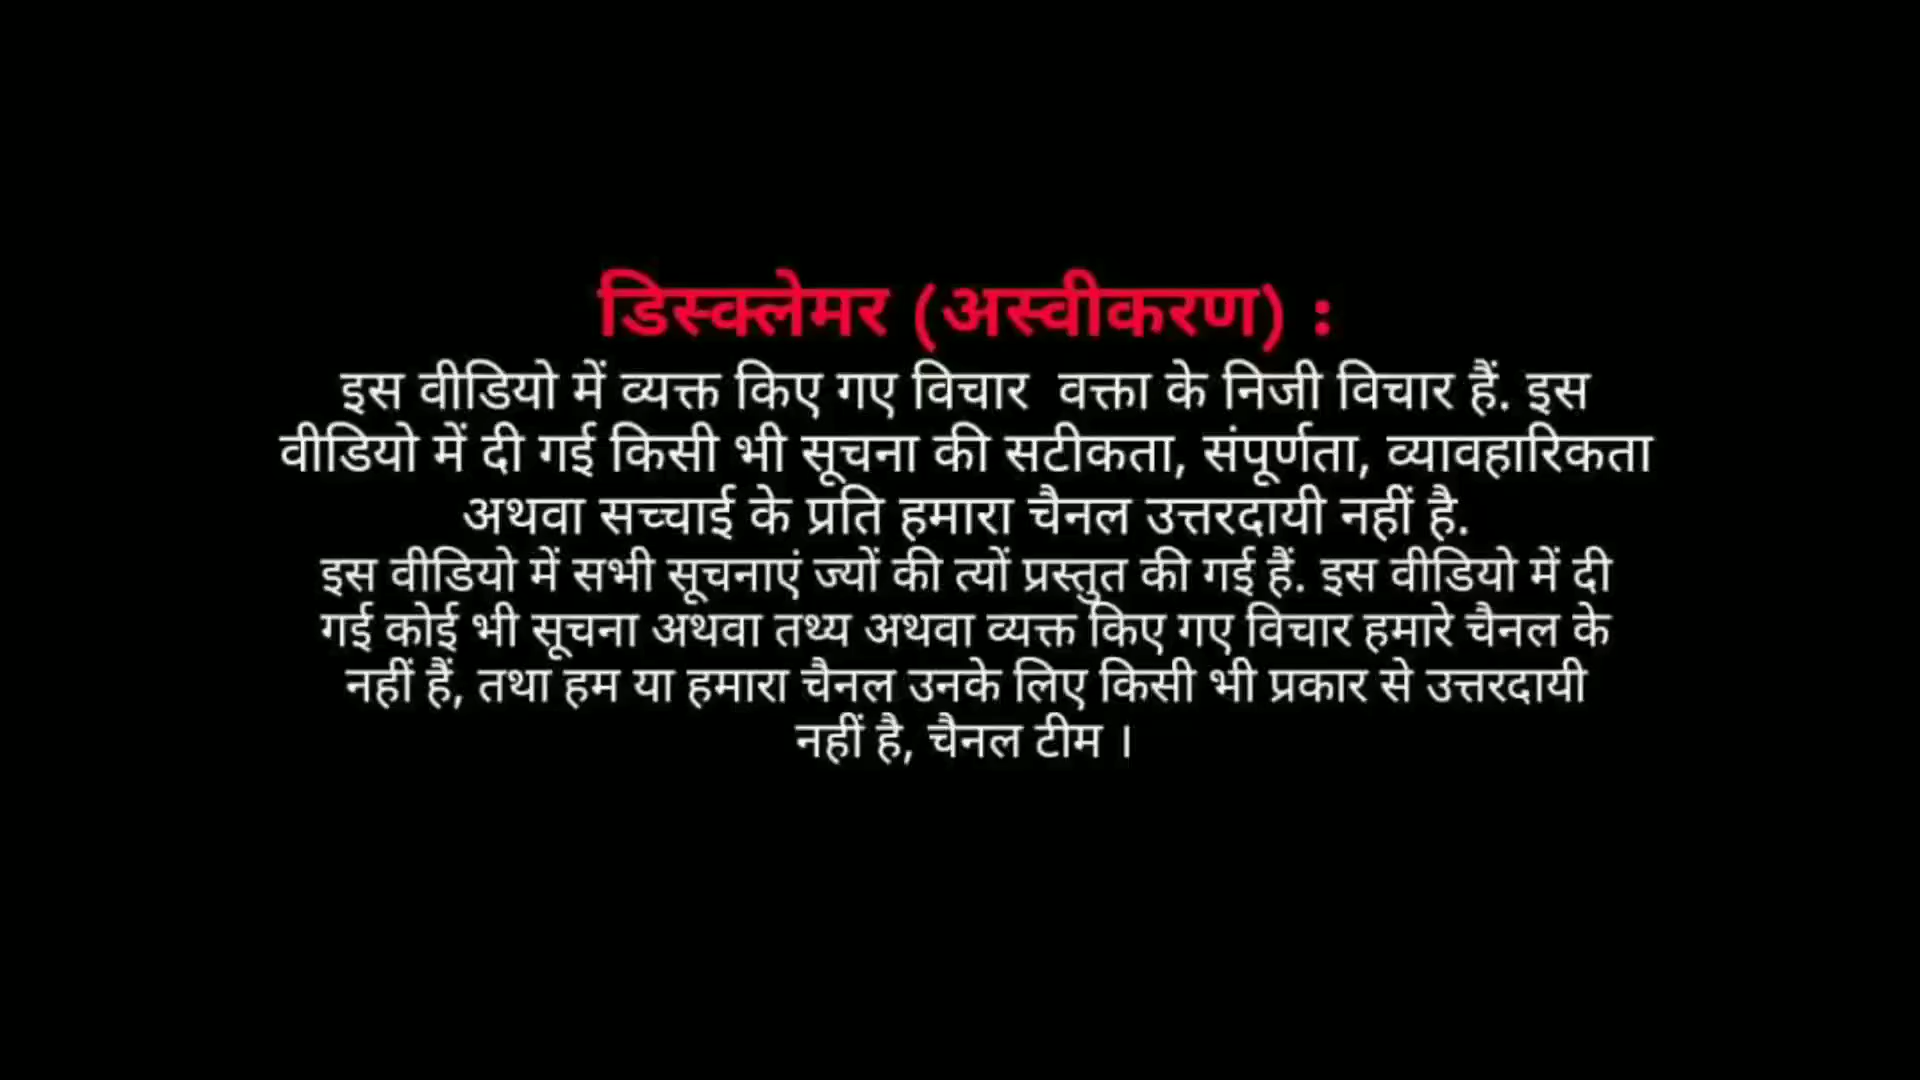 डिस्क्लेमर (अस्वीकरण) :
इस वीडियो में व्यक्त किए गए विचार वक्ता के निजी विचार हैं. इस
वीडियो में दी गई किसी भी सूचना की सटीकता, संपूर्णता, व्यावहारिकता
अथवा सच्चाई के प्रति हमारा चैनल उत्तरदायी नहीं है.
इस वीडियो में सभी सूचनाएं ज्यों की त्यों प्रस्तुत की गई हैं. इस वीडियो में दी
गई कोई भी सूचना अथवा तथ्य अथवा व्यक्त किए गए विचार हमारे चैनल के
नहीं हैं, तथा हम या हमारा चैनल उनके लिए किसी भी प्रकार से उत्तरदायी
नहीं है, चैनल टीम ।